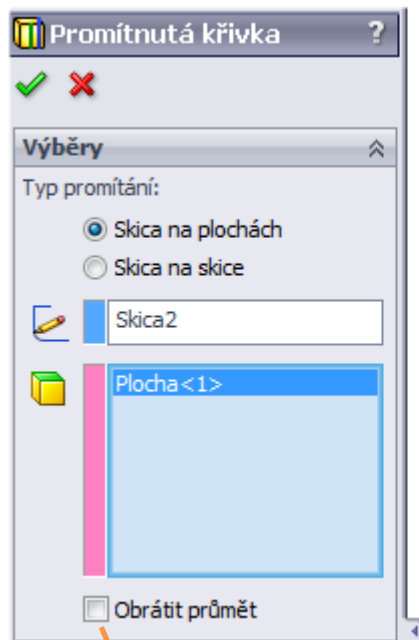 Promítnutá křivka ?
Výběry
Typ promítání:
Skica na plochách
Skica na skice
Skica2
Plocha<1>
Obrátit průmět